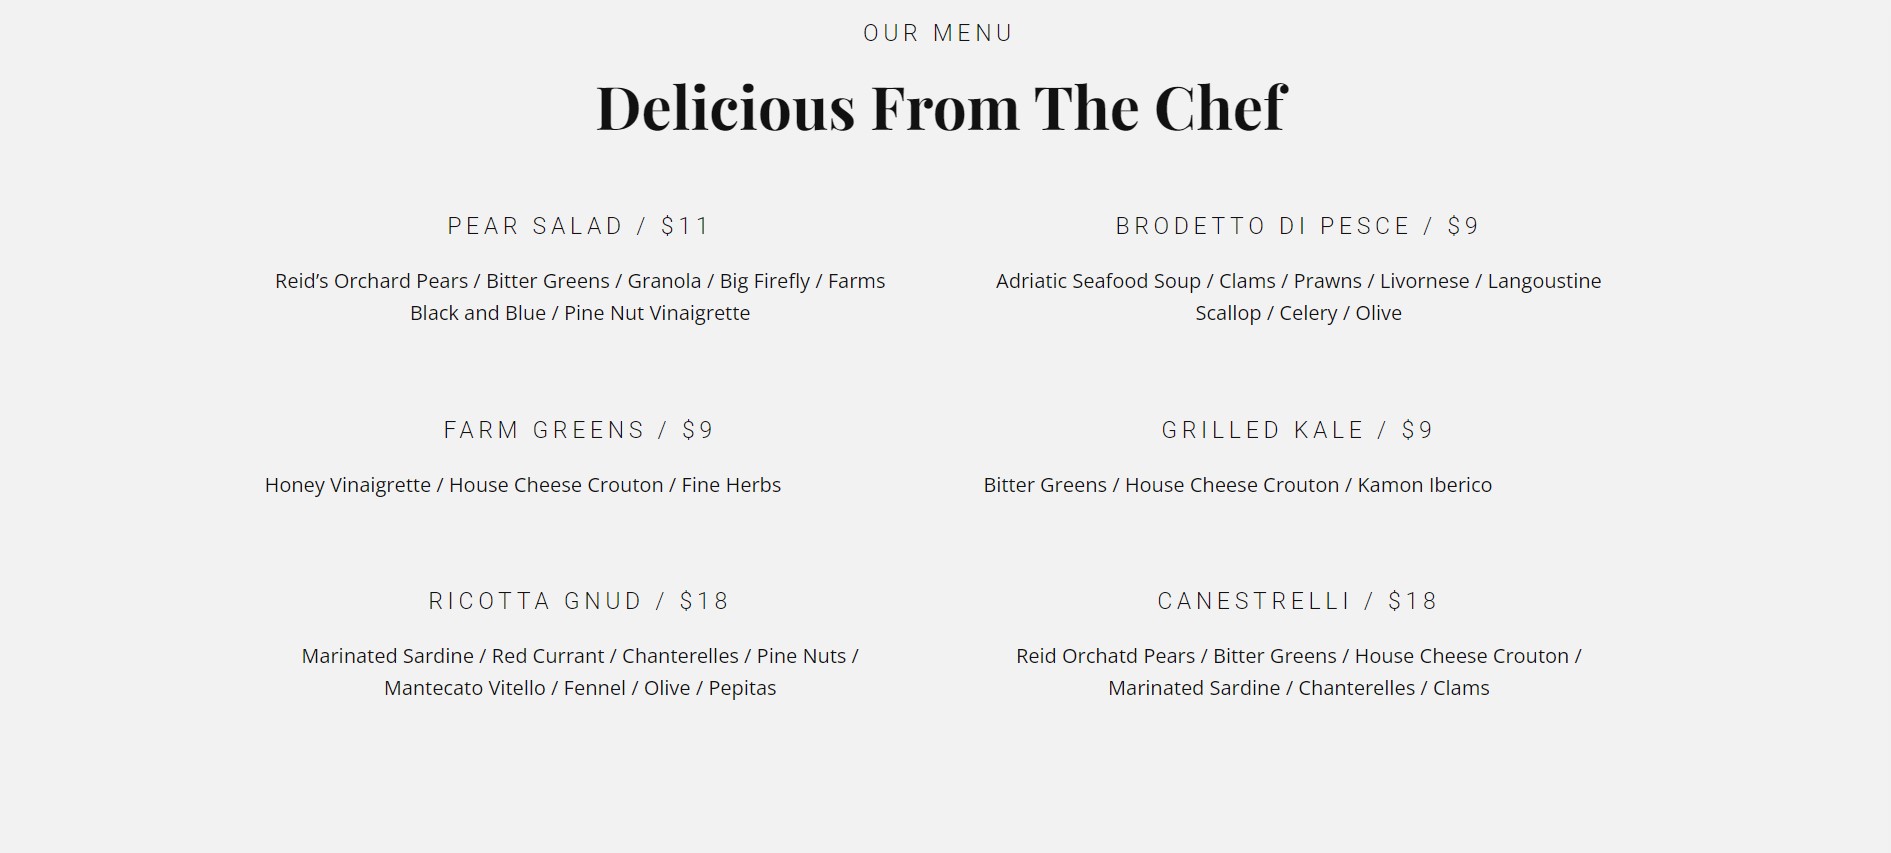 OUR MENU
Delicious From The Chef
PEAR SALAD / $11
Reid’s Orchard Pears / Bitter Greens / Granola / Big Firefly / Farms
Black and Blue / Pine Nut Vinaigrette
BRODETTO DI PESCE / $9
Adriatic Seafood Soup / Clams / Prawns / Livornese / Langoustine
Scallop / Celery / Olive
FARM GREENS / $9
Honey Vinaigrette / House Cheese Crouton / Fine Herbs
GRILLED KALE / $9
Bitter Greens / House Cheese Crouton / Kamon Iberico
RICOTTA GNUD / $18
Marinated Sardine / Red Currant / Chanterelles / Pine Nuts /
Mantecato Vitello / Fennel / Olive / Pepitas
CANESTRELLI / $18
Reid Orchatd Pears / Bitter Greens / House Cheese Crouton /
Marinated Sardine / Chanterelles / Clams